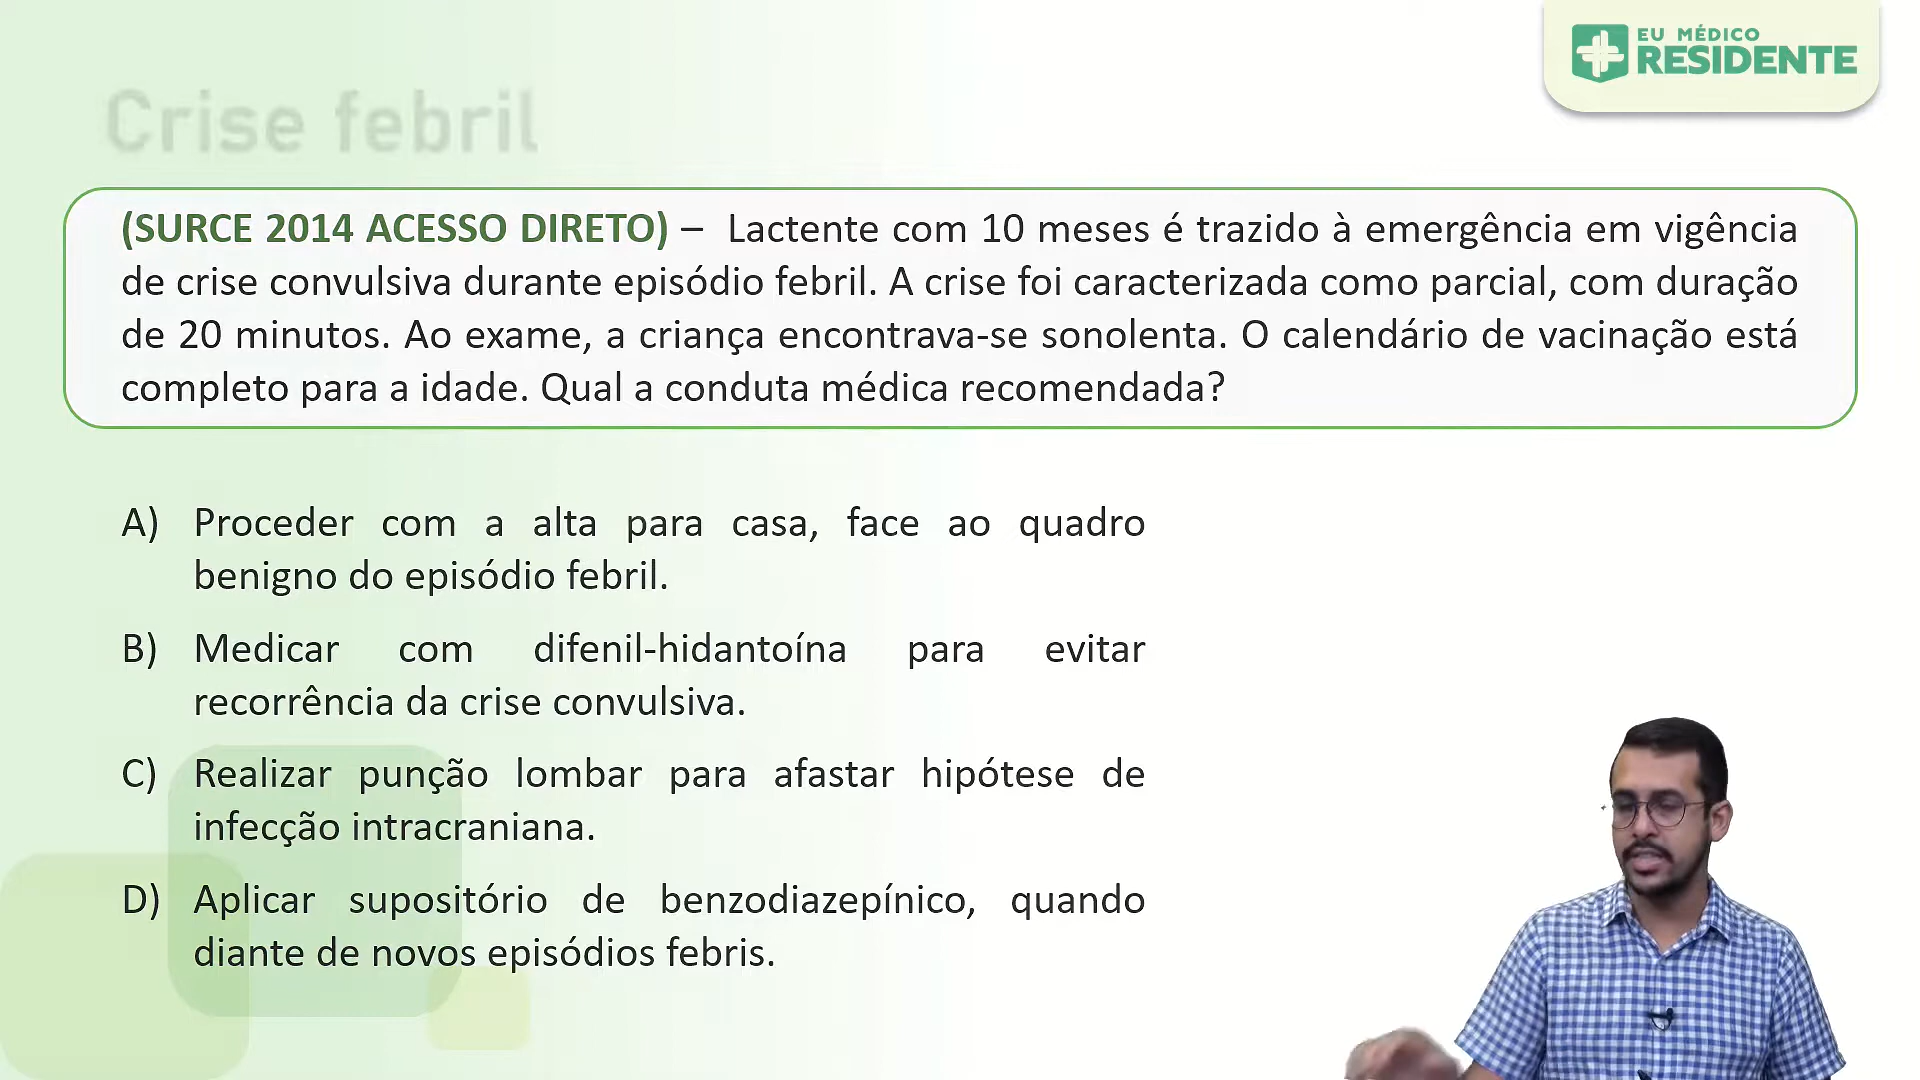 EU MÉDICO
RESIDENTE
Crise febril
(SURCE 2014 ACESSO DIRETO) – Lactente com 10 meses é trazido à emergência em vigência
de crise convulsiva durante episódio febril. A crise foi caracterizada como parcial, com duração
de 20 minutos. Ao exame, a criança encontrava-se sonolenta. O calendário de vacinação está
completo para a idade. Qual a conduta médica recomendada?
A) Proceder com a alta para casa, face ao quadro
benigno do episódio febril.
B) Medicar com difenil-hidantoína para evitar
recorrência da crise convulsiva.
C) Realizar punção lombar para afastar hipótese de
infecção intracraniana.
D) Aplicar supositório de benzodiazepínico, quando
diante de novos episódios febris.